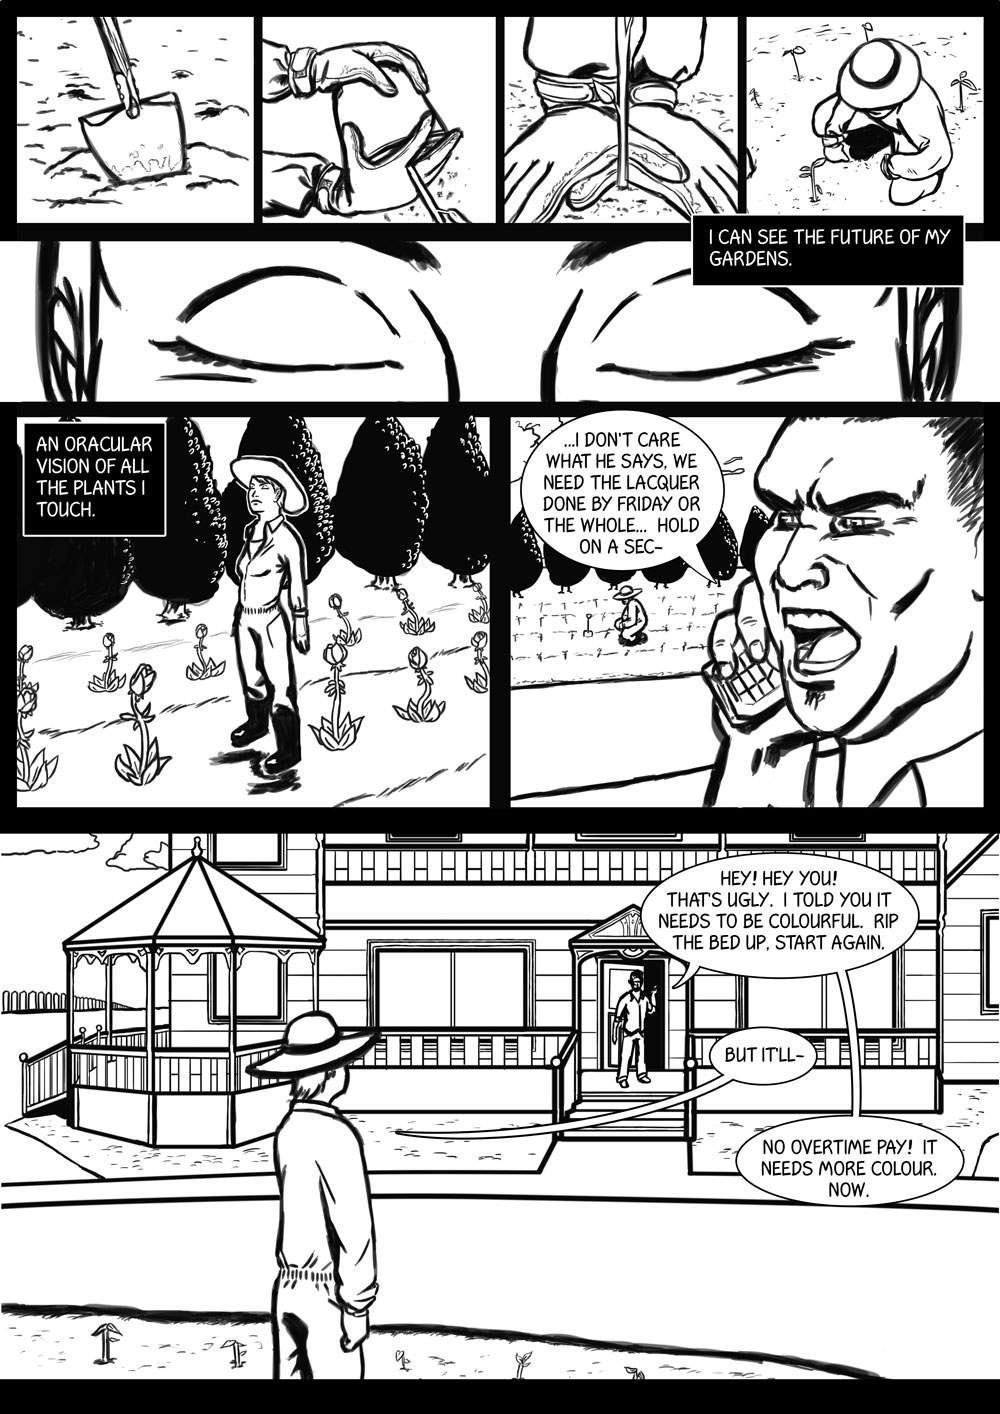 I CAN SEE THE FUTURE OF MY
GARDENS.
AN ORACULAR
VISION OF ALL
THE PLANTS I
TOUCH.
...I DON'T CARE
WHAT HE SAYS, WE
NEED THE LACQUER
DONE BY FRIDAY OR
THE WHOLE... HOLD
ON A SEC-
HEY! HEY YOU!
THAT'S UGLY. I TOLD YOU IT
NEEDS TO BE COLOURFUL. RIP
THE BED UP, START AGAIN.
BUT IT'LL-
NO OVERTIME PAY! IT
NEEDS MORE COLOUR.
NOW.